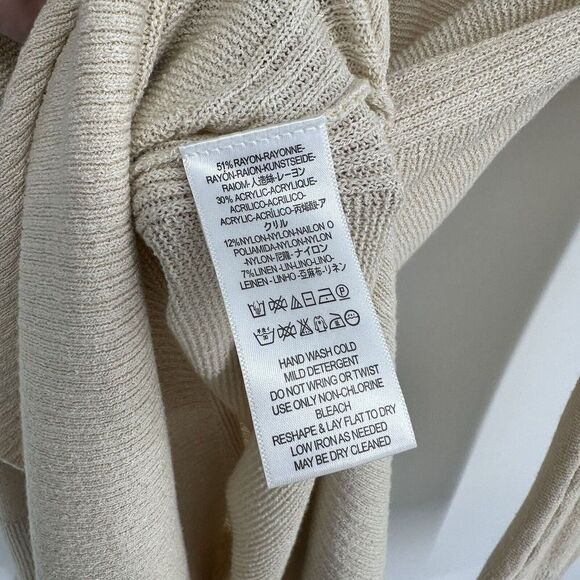 51% RAYON-RAYONNE-
RAYON-RAION-KUNSTSEIDE-
RAIOM-人造絲-レーヨン
30% ACRYLIC-ACRYLIQUE-
ACRILICO-ACRILICO-
ACRYLIC-ACRÍLICO-丙烯酸-ア
クリル
12%NYLON-NYLON-NAILON O
POLIAMIDA-NYLON-NYLON
-NYLON-尼龍-ナイロン
7% LINEN -LIN-LINO-LINO-
LEINEN - LINHO -亚麻布-リネン
P
HAND WASH COLD
MILD DETERGENT
DO NOT WRING OR TWIST
USE ONLY NON-CHLORINE
BLEACH
RESHAPE & LAY FLAT TO DRY
LOW IRON AS NEEDED
MAY BE DRY CLEANED